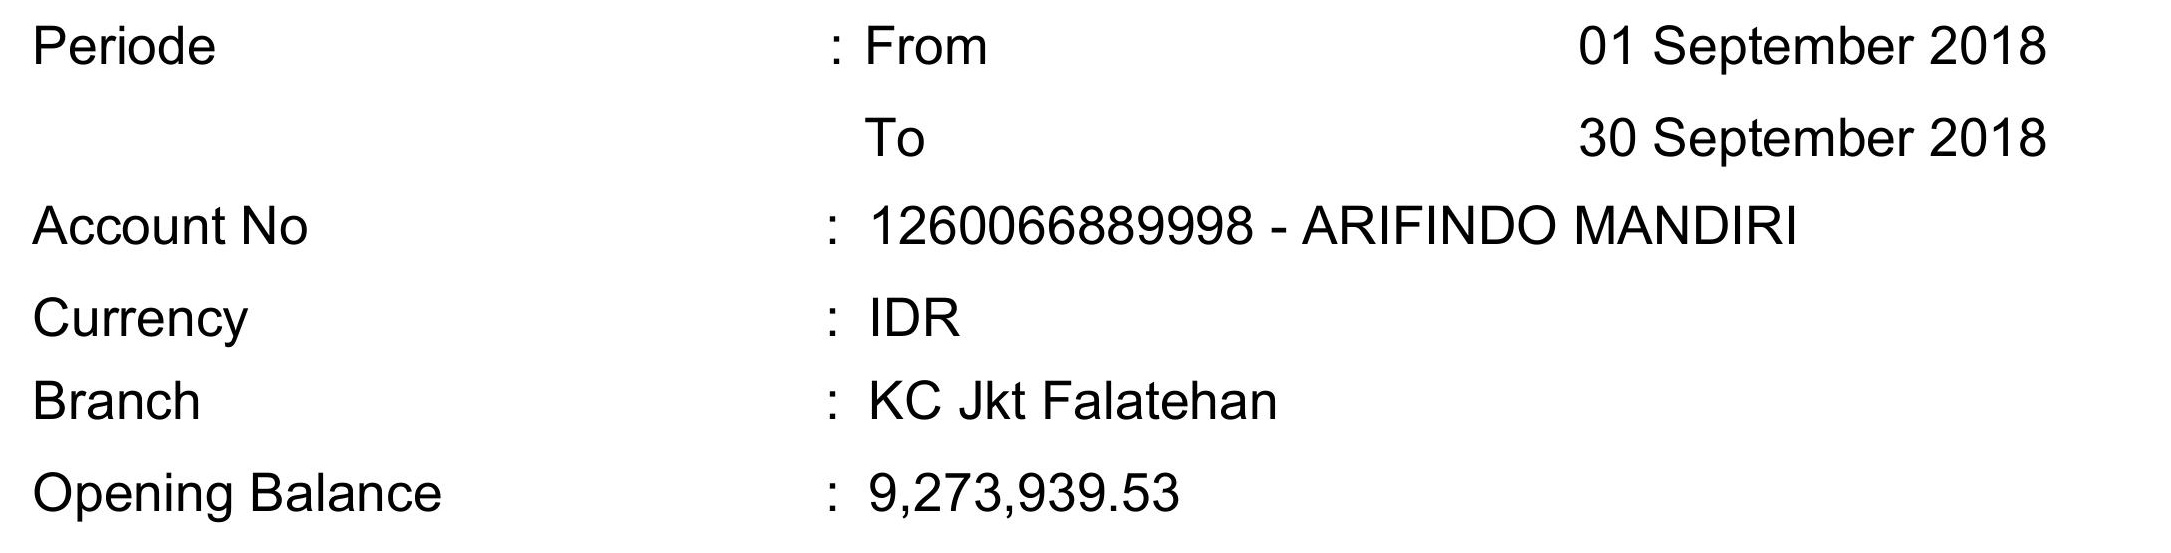 Periode : From 01 September 2018
To 30 September 2018
Account No : 1260066889998 - ARIFINDO MANDIRI
Currency : IDR
Branch : KC Jkt Falatehan
Opening Balance : 9,273,939.53